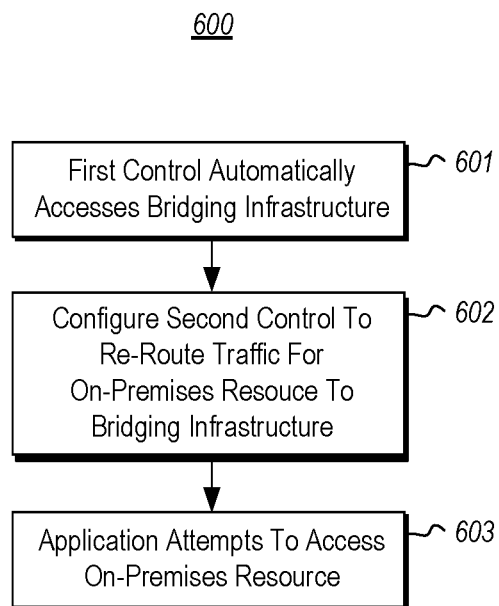 600
First Control Automatically
Accesses Bridging Infrastructure
601
Configure Second Control To
Re-Route Traffic For
On-Premises Resouce To
Bridging Infrastructure
602
Application Attempts To Access
On-Premises Resource
603